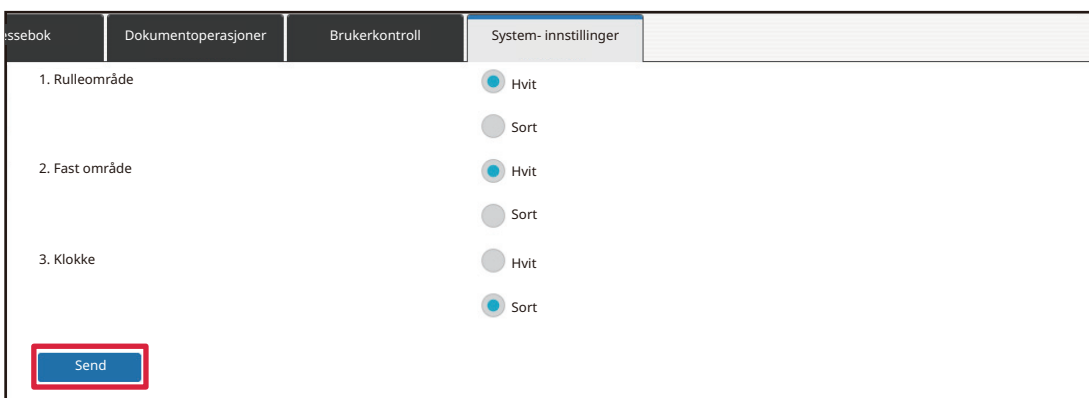 essebok Dokumentoperasjoner Brukerkontroll System- innstillinger
1. Rulleområde Hvit
Sort
2. Fast område Hvit
Sort
3. Klokke Hvit
Sort
Send